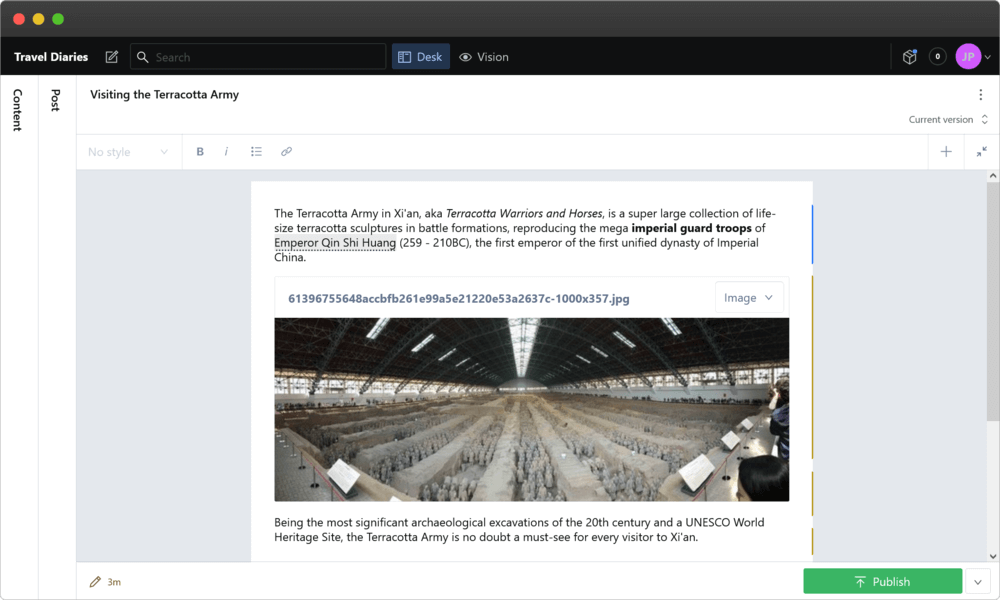 Travel Diaries
Search
Desk
Vision
0
JP
Content
Post
Visiting the Terracotta Army
Current version
No style
B
i
The Terracotta Army in Xi'an, aka Terracotta Warriors and Horses, is a super large collection of life-
size terracotta sculptures in battle formations, reproducing the mega imperial guard troops of
Emperor Qin Shi Huang (259 - 210BC), the first emperor of the first unified dynasty of Imperial
China.
61396755648accbfb261e99a5e21220e53a2637c-1000x357.jpg
Image
Being the most significant archaeological excavations of the 20th century and a UNESCO World
Heritage Site, the Terracotta Army is no doubt a must-see for every visitor to Xi'an.
3m
Publish